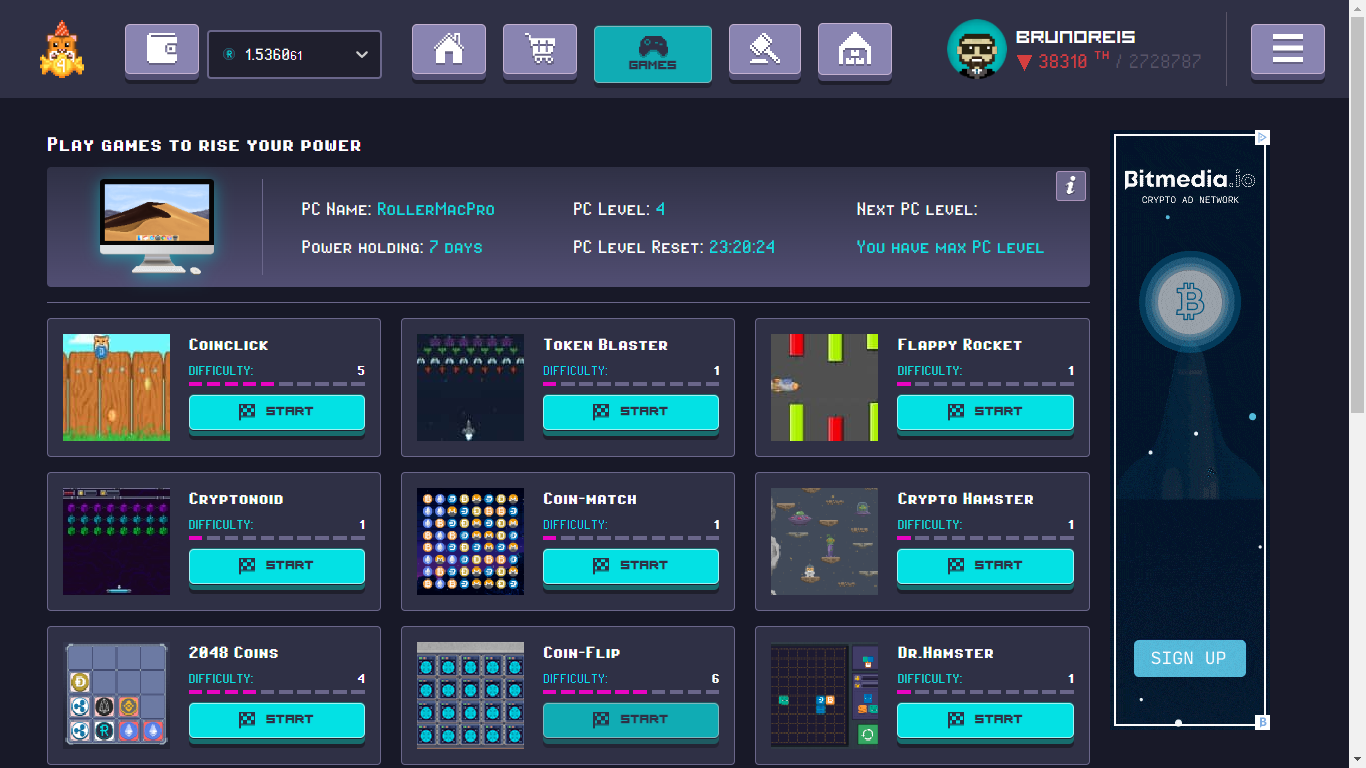 1.536061
GAMES
BRUNOREIS
38310 TH / 2728787
Play games to rise your power
PC Name: RollerMacPro
PC Level: 4
Next PC level:
Power holding: 7 days
PC Level Reset: 23:20:24
You have max PC level
i
Coinclick
Difficulty: 5
START
Token Blaster
Difficulty: 1
START
Flappy Rocket
Difficulty: 1
START
Cryptonoid
Difficulty: 1
START
Coin-match
Difficulty: 1
START
Crypto Hamster
Difficulty: 1
START
2048 Coins
Difficulty: 4
START
Coin-Flip
Difficulty: 6
START
Dr.Hamster
Difficulty: 1
START
Bitmedia.io
CRYPTO AD NETWORK
SIGN UP